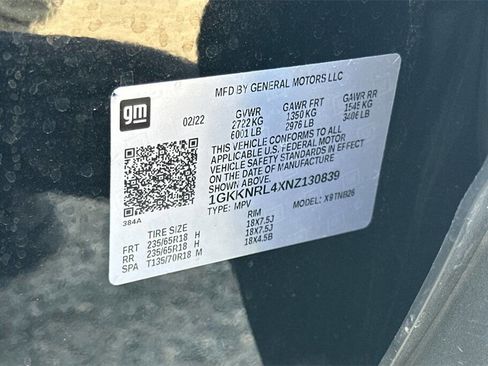 MFD BY GENERAL MOTORS LLC
gm
02/22
GVWR GAWR FRT GAWR RR
2722 KG 1350 KG 1545 KG
6001 LB 2976 LB 3406 LB
THIS VEHICLE CONFORMS TO ALL
APPLICABLE U.S. FEDERAL MOTOR
VEHICLE SAFETY STANDARDS IN EFFECT
ON THE DATE OF MANUFACTURE
SHOWN ABOVE.
1GKKNRL4XNZ130839
TYPE: MPV MODEL: X9TNB26
384A
TIRE SIZE RIM
FRT 235/65R18 H 18X7.5J
RR 235/65R18 H 18X7.5J
SPA T135/70R18 M 18X4.5B